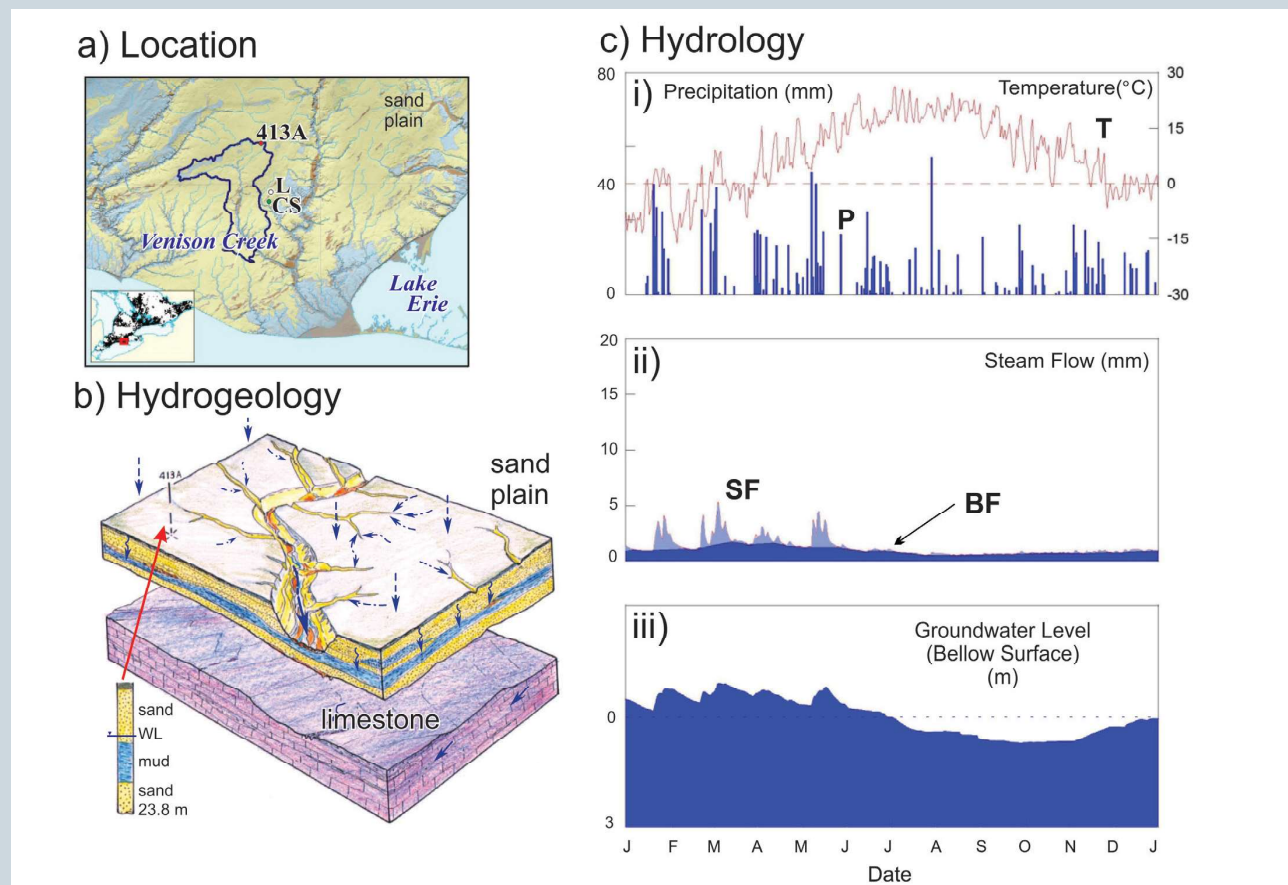 a) Location
sand
plain
413A
L
CS
Venison Creek
Lake
Erie
b) Hydrogeology
413A
sand
plain
limestone
sand
WL
mud
sand
23.8 m
c) Hydrology
i)
Precipitation (mm)
Temperature(°C)
80
40
0
30
15
0
-15
-30
T
P
ii)
Steam Flow (mm)
20
15
10
5
0
SF
BF
iii)
Groundwater Level
(Bellow Surface)
(m)
0
3
J F M A M J J A S O N D J
Date